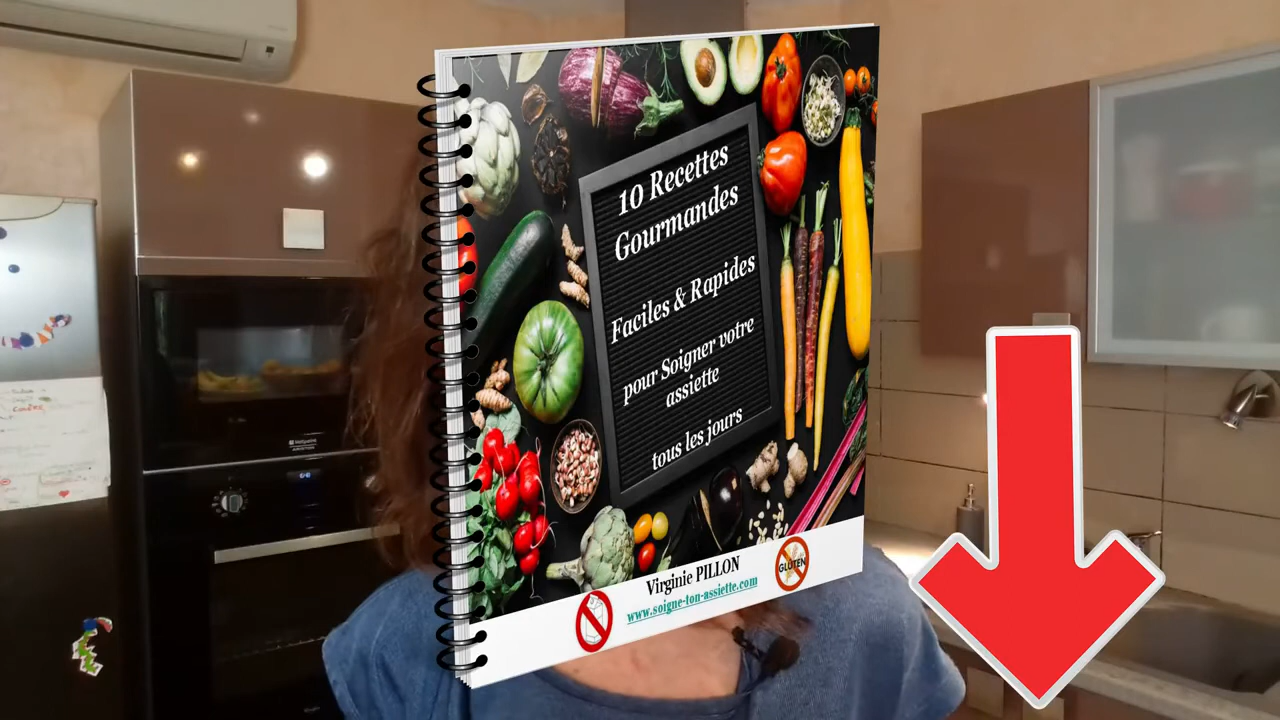 10 Recettes
Gourmandes
Faciles & Rapides
pour Soigner votre
assiette
tous les jours
Virginie PILLON
www.soigne-ton-assiette.com
GLUTEN
Hotpoint